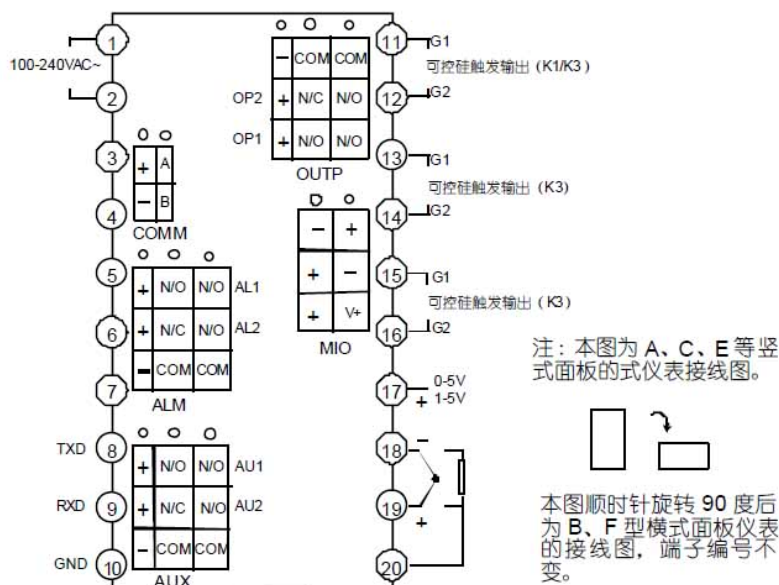 1
100-240VAC~
2
3
+ A
- B
4
COMM
5
+ N/O N/O AL1
6
+ N/C N/O AL2
- COM COM
7
ALM
TXD 8
+ N/O N/O AU1
RXD 9
+ N/C N/O AU2
GND 10
- COM COM
AUX
- COM COM
OP2 + N/C N/O
OP1 + N/O N/O
OUTP
- +
+ -
+ V+
MIO
11 G1
可控硅触发输出 (K1/K3)
12 G2
13 G1
可控硅触发输出 (K3)
14 G2
15 G1
可控硅触发输出 (K3)
16 G2
17 0-5V
+ 1-5V
18 -
19 +
20
注：本图为 A、C、E 等竖
式面板的式仪表接线图。
本图顺时针旋转 90 度后
为 B、F 型横式面板仪表
的接线图，端子编号不
变。